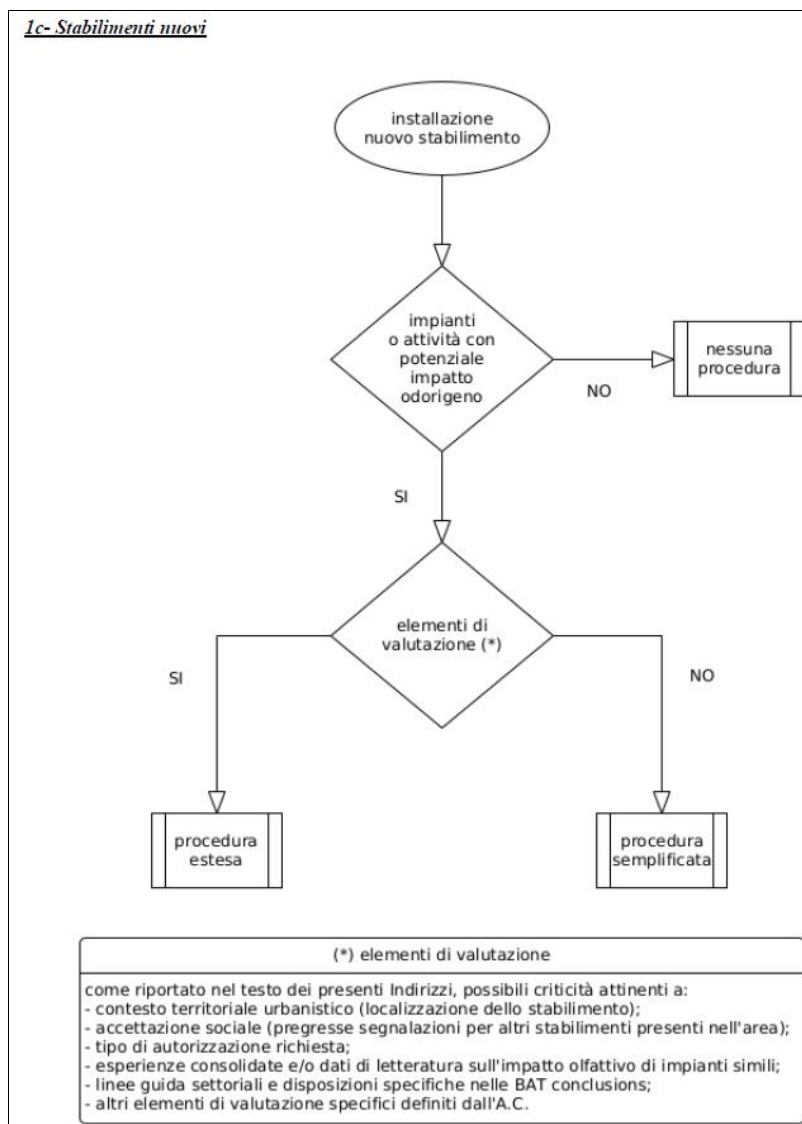 1c- Stabilimenti nuovi
installazione
nuovo stabilimento
impianti
o attività con
potenziale
impatto
odorigeno
nessuna
procedura
NO
SI
elementi di
valutazione (*)
SI
NO
procedura
estesa
procedura
semplificata
(*) elementi di valutazione
come riportato nel testo dei presenti Indirizzi, possibili criticità attinenti a:
- contesto territoriale urbanistico (localizzazione dello stabilimento);
- accettazione sociale (pregresse segnalazioni per altri stabilimenti presenti nell'area);
- tipo di autorizzazione richiesta;
- esperienze consolidate e/o dati di letteratura sull'impatto olfattivo di impianti simili;
- linee guida settoriali e disposizioni specifiche nelle BAT conclusions;
- altri elementi di valutazione specifici definiti dall'A.C.